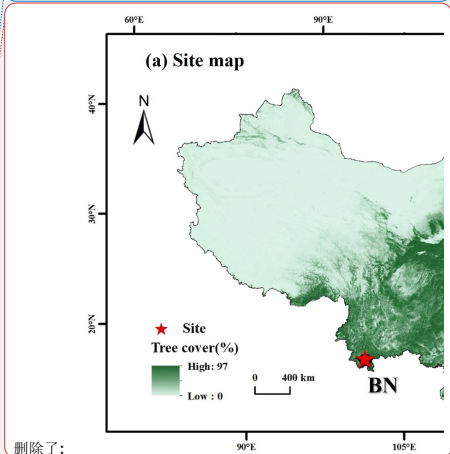 60°E 90°E
(a) Site map
40°N
N
30°N
20°N
Site
Tree cover(%)
High: 97
Low : 0
0 400 km
BN
90°E 105°E
删除了: